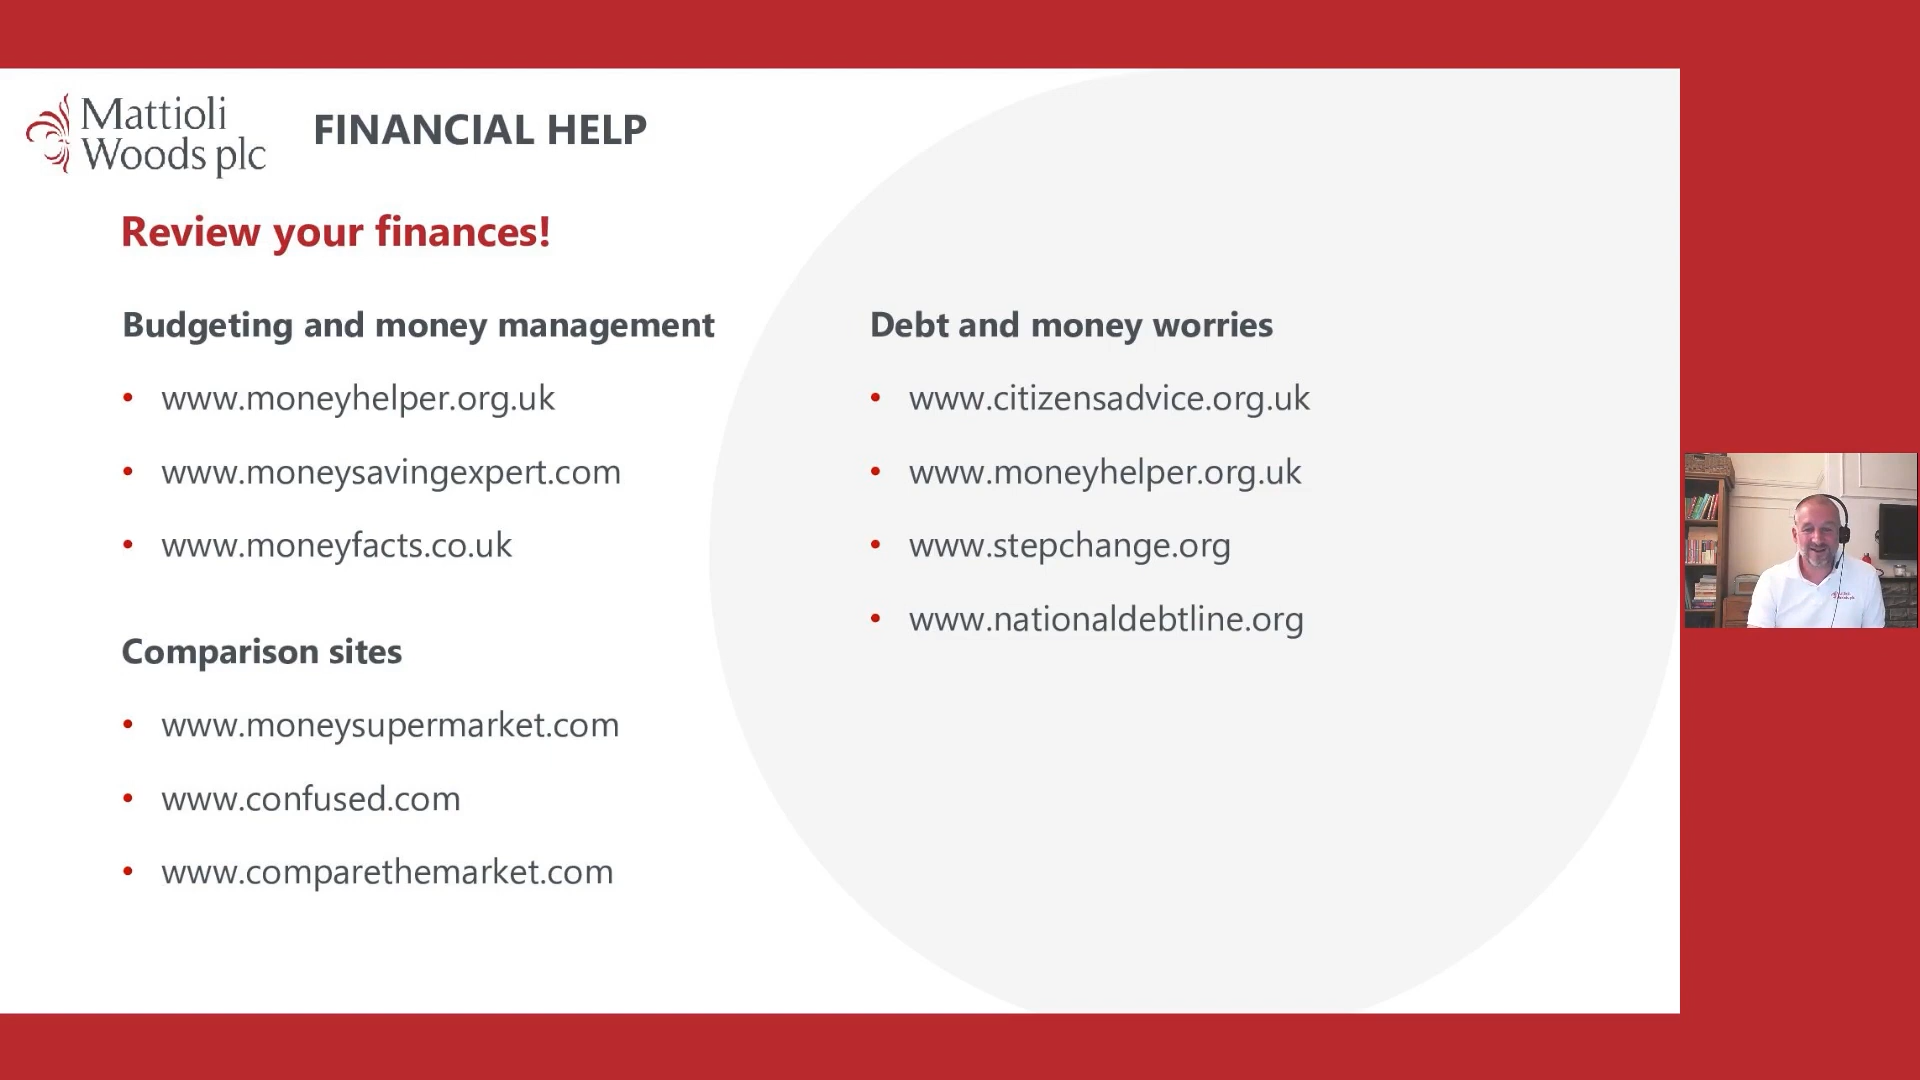 Mattioli
Woods plc
FINANCIAL HELP
Review your finances!
Budgeting and money management
• www.moneyhelper.org.uk
• www.moneysavingexpert.com
• www.moneyfacts.co.uk
Comparison sites
• www.moneysupermarket.com
• www.confused.com
• www.comparethemarket.com
Debt and money worries
• www.citizensadvice.org.uk
• www.moneyhelper.org.uk
• www.stepchange.org
• www.nationaldebtline.org